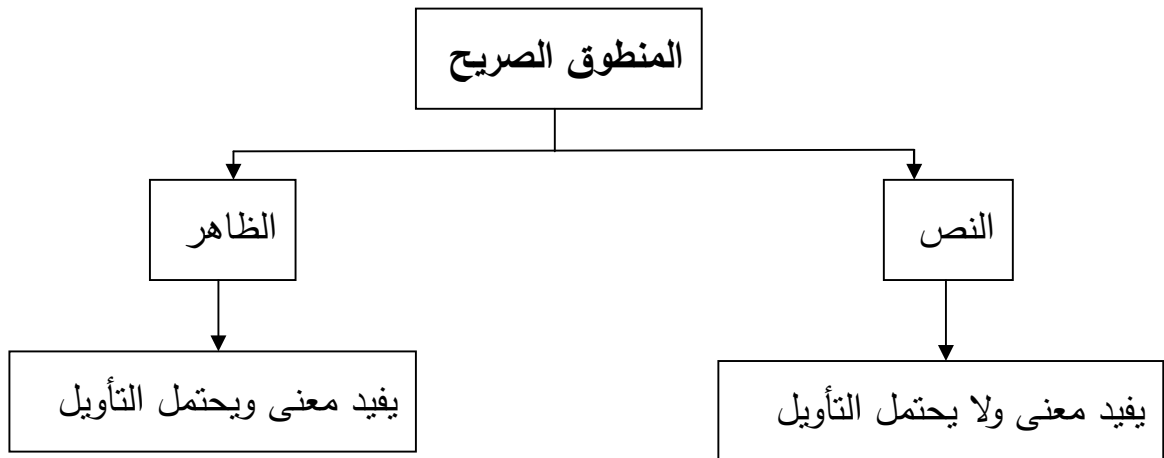 المنطوق الصريح
النص
الظاهر
يفيد معنى ولا يحتمل التأويل
يفيد معنى ويحتمل التأويل